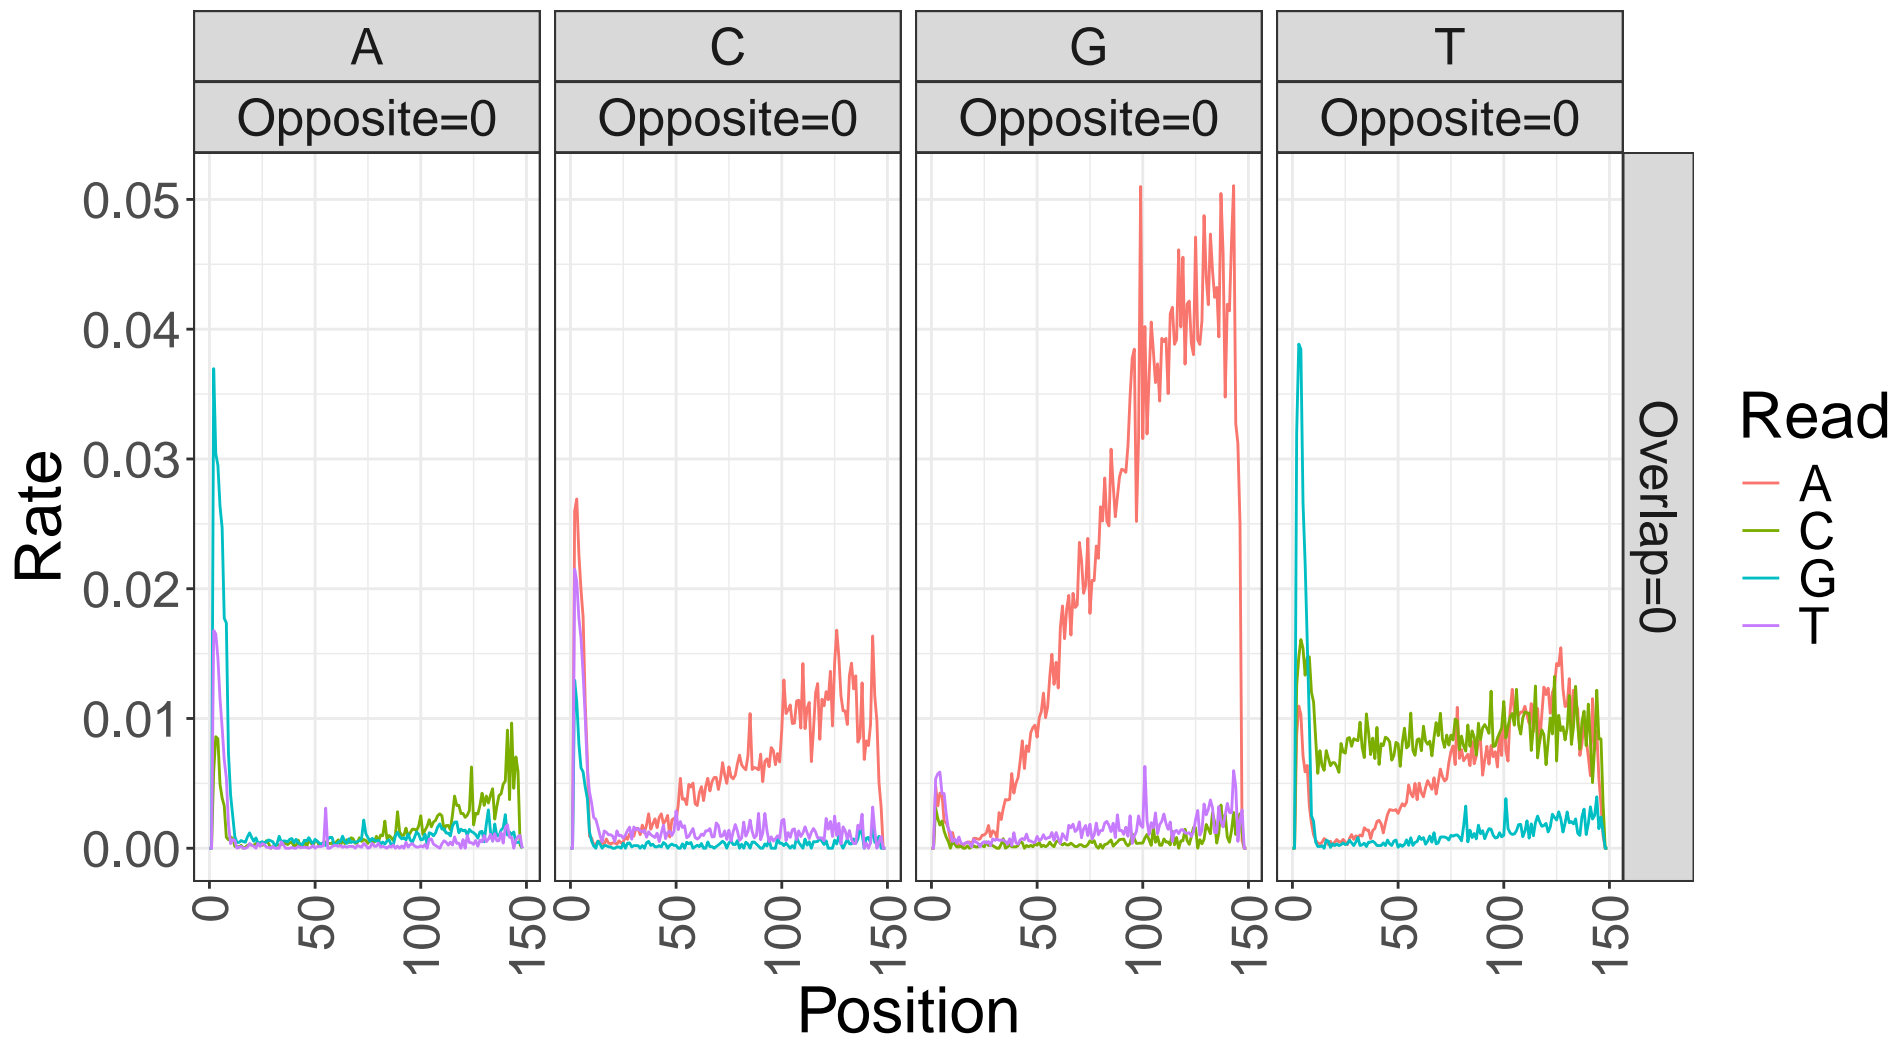 A C G T
Opposite=0 Opposite=0 Opposite=0 Opposite=0
Overlap=0
Rate
0.05
0.04
0.03
0.02
0.01
0.00
0 50 100 150 0 50 100 150 0 50 100 150 0 50 100 150
Position
Read
A
C
G
T